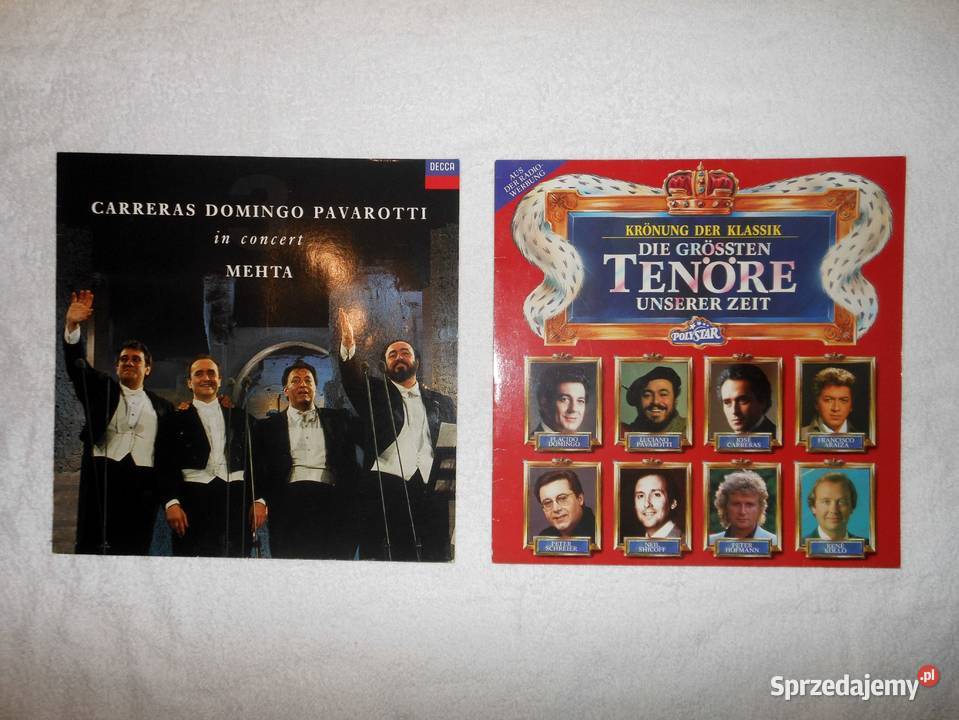 DECCA
CARRERAS DOMINGO PAVAROTTI
in concert
MEHTA
AUS
DER RADIO-
WERBUNG
KRÖNUNG DER KLASSIK
DIE GRÖSSTEN
TENÖRE
UNSERER ZEIT
POLYSTAR
PLACIDO
DOMINGO
LUCIANO
PAVAROTTI
JOSÉ
CARRERAS
FRANCISCO
ARAIZA
PETER
SCHREIER
NEIL
SHICOFF
PETER
HOFMANN
RENÉ
KOLLO
Sprzedajemy.pl